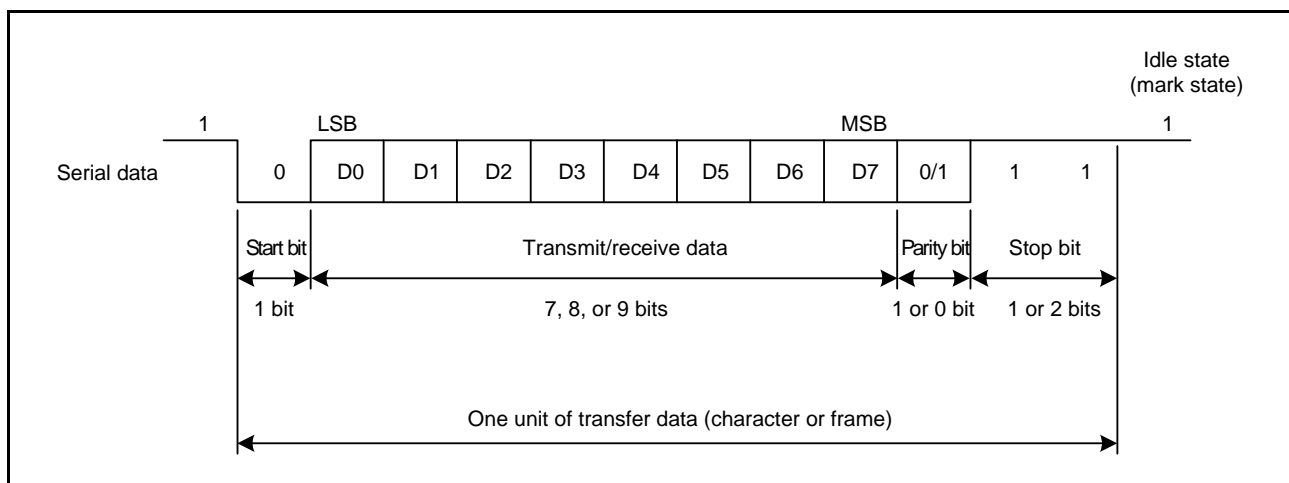 Idle state
(mark state)
1 LSB MSB 1
Serial data 0 D0 D1 D2 D3 D4 D5 D6 D7 0/1 1 1
Start bit Transmit/receive data Parity bit Stop bit
1 bit 7, 8, or 9 bits 1 or 0 bit 1 or 2 bits
One unit of transfer data (character or frame)